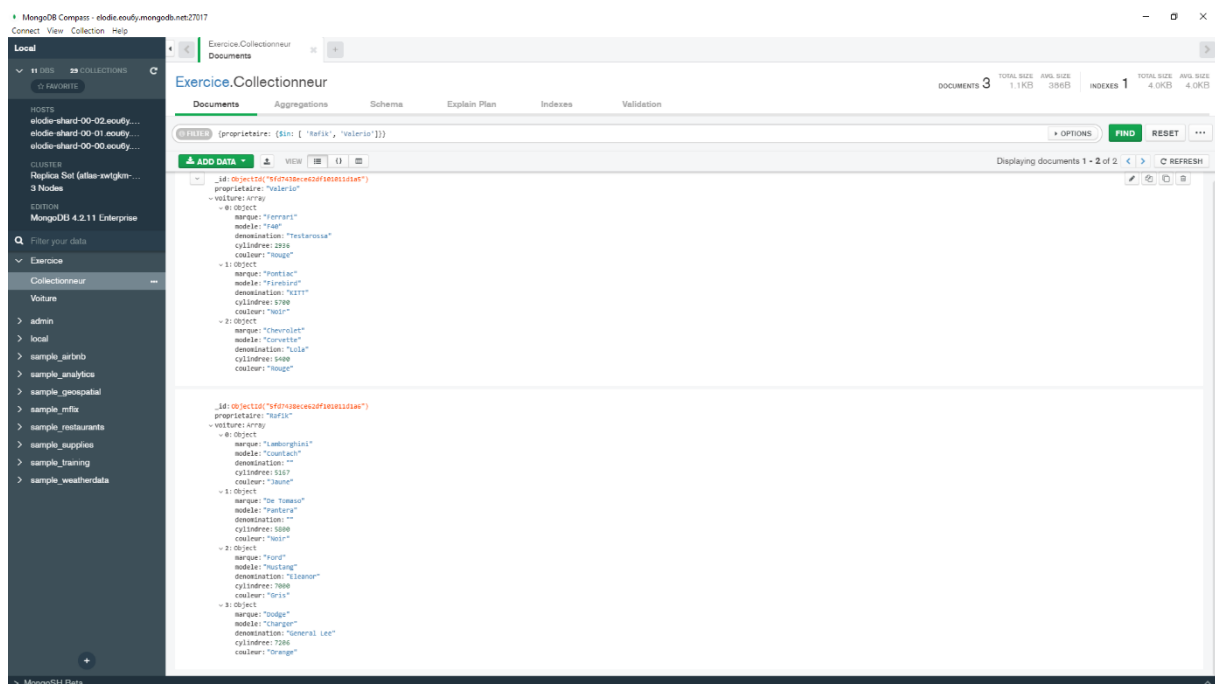 MongoDB Compass - elodie.eou6y.mongodb.net:27017
Connect View Collection Help
Local
11 DBS 29 COLLECTIONS
FAVORITE
HOSTS
elodie-shard-00-02.eou6y....
elodie-shard-00-01.eou6y....
elodie-shard-00-00.eou6y....
CLUSTER
Replica Set (atlas-xwtgkm-...
3 Nodes
EDITION
MongoDB 4.2.11 Enterprise
Filter your data
Exercice
Collectionneur
Voiture
admin
local
sample_airbnb
sample_analytics
sample_geospatial
sample_mflix
sample_restaurants
sample_supplies
sample_training
sample_weatherdata
Exercice.Collectionneur
Documents
Exercice.Collectionneur
DOCUMENTS 3 TOTAL SIZE 1.1KB AVG. SIZE 386B INDEXES 1 TOTAL SIZE 4.0KB AVG. SIZE 4.0KB
Documents Aggregations Schema Explain Plan Indexes Validation
FILTER {proprietaire: {$in: [ 'Rafik', 'Valerio']}} OPTIONS FIND RESET ...
ADD DATA VIEW {} Displaying documents 1 - 2 of 2 < > REFRESH
_id: ObjectId("5fd7438ece62df101011d1a5")
proprietaire: "Valerio"
voiture: Array
0: Object
marque: "Ferrari"
modele: "F40"
denomination: "Testarossa"
cylindree: 2936
couleur: "Rouge"
1: Object
marque: "Pontiac"
modele: "Firebird"
denomination: "KITT"
cylindree: 5700
couleur: "Noir"
2: Object
marque: "Chevrolet"
modele: "Corvette"
denomination: "Lola"
cylindree: 5400
couleur: "Rouge"
_id: ObjectId("5fd7438ece62df101011d1a6")
proprietaire: "Rafik"
voiture: Array
0: Object
marque: "Lamborghini"
modele: "Countach"
denomination: ""
cylindree: 5167
couleur: "Jaune"
1: Object
marque: "De Tomaso"
modele: "Pantera"
denomination: ""
cylindree: 5800
couleur: "Noir"
2: Object
marque: "Ford"
modele: "Mustang"
denomination: "Eleanor"
cylindree: 7000
couleur: "Gris"
3: Object
marque: "Dodge"
modele: "Charger"
denomination: "General Lee"
cylindree: 7206
couleur: "Orange"
> MongoSH Beta